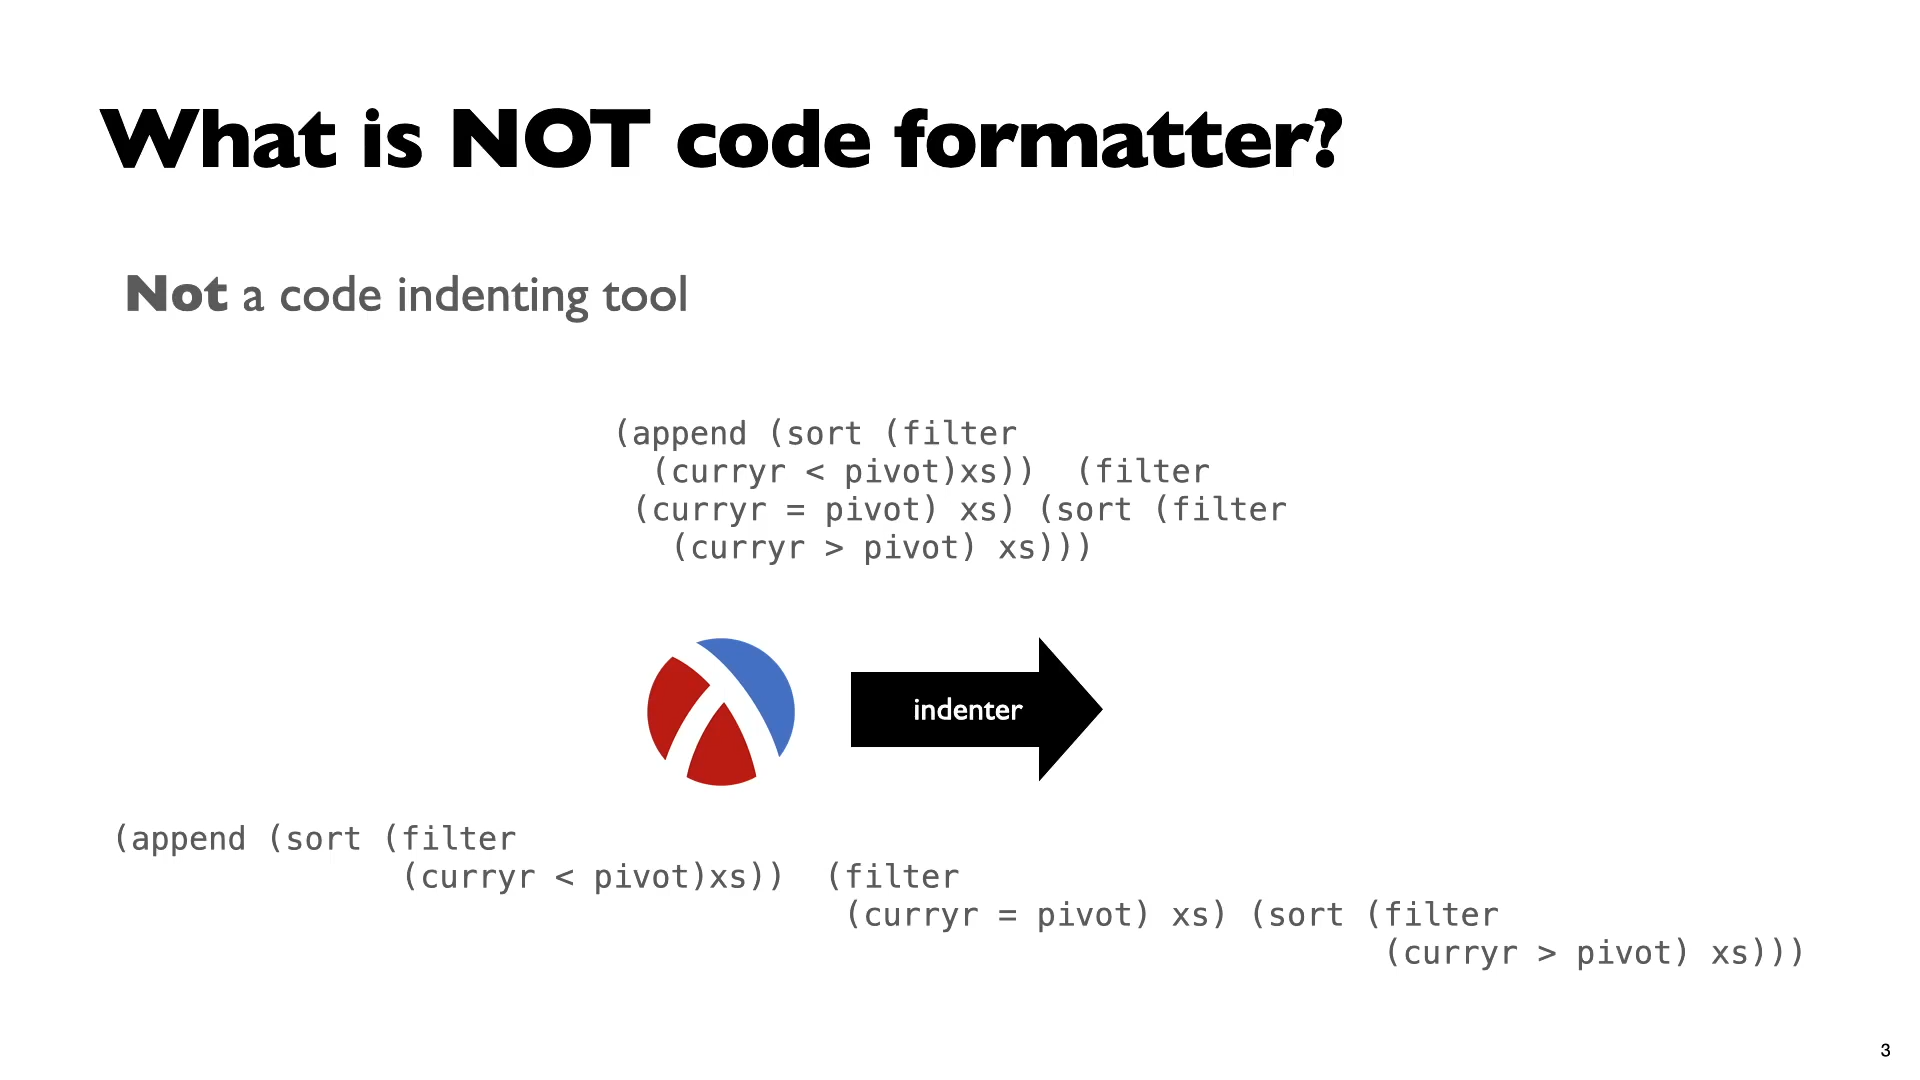 What is NOT code formatter?
Not a code indenting tool
(append (sort (filter
  (curryr < pivot)xs))  (filter
 (curryr = pivot) xs) (sort (filter
   (curryr > pivot) xs)))
indenter
(append (sort (filter
               (curryr < pivot)xs))  (filter
                                      (curryr = pivot) xs) (sort (filter
                                                                  (curryr > pivot) xs)))
3